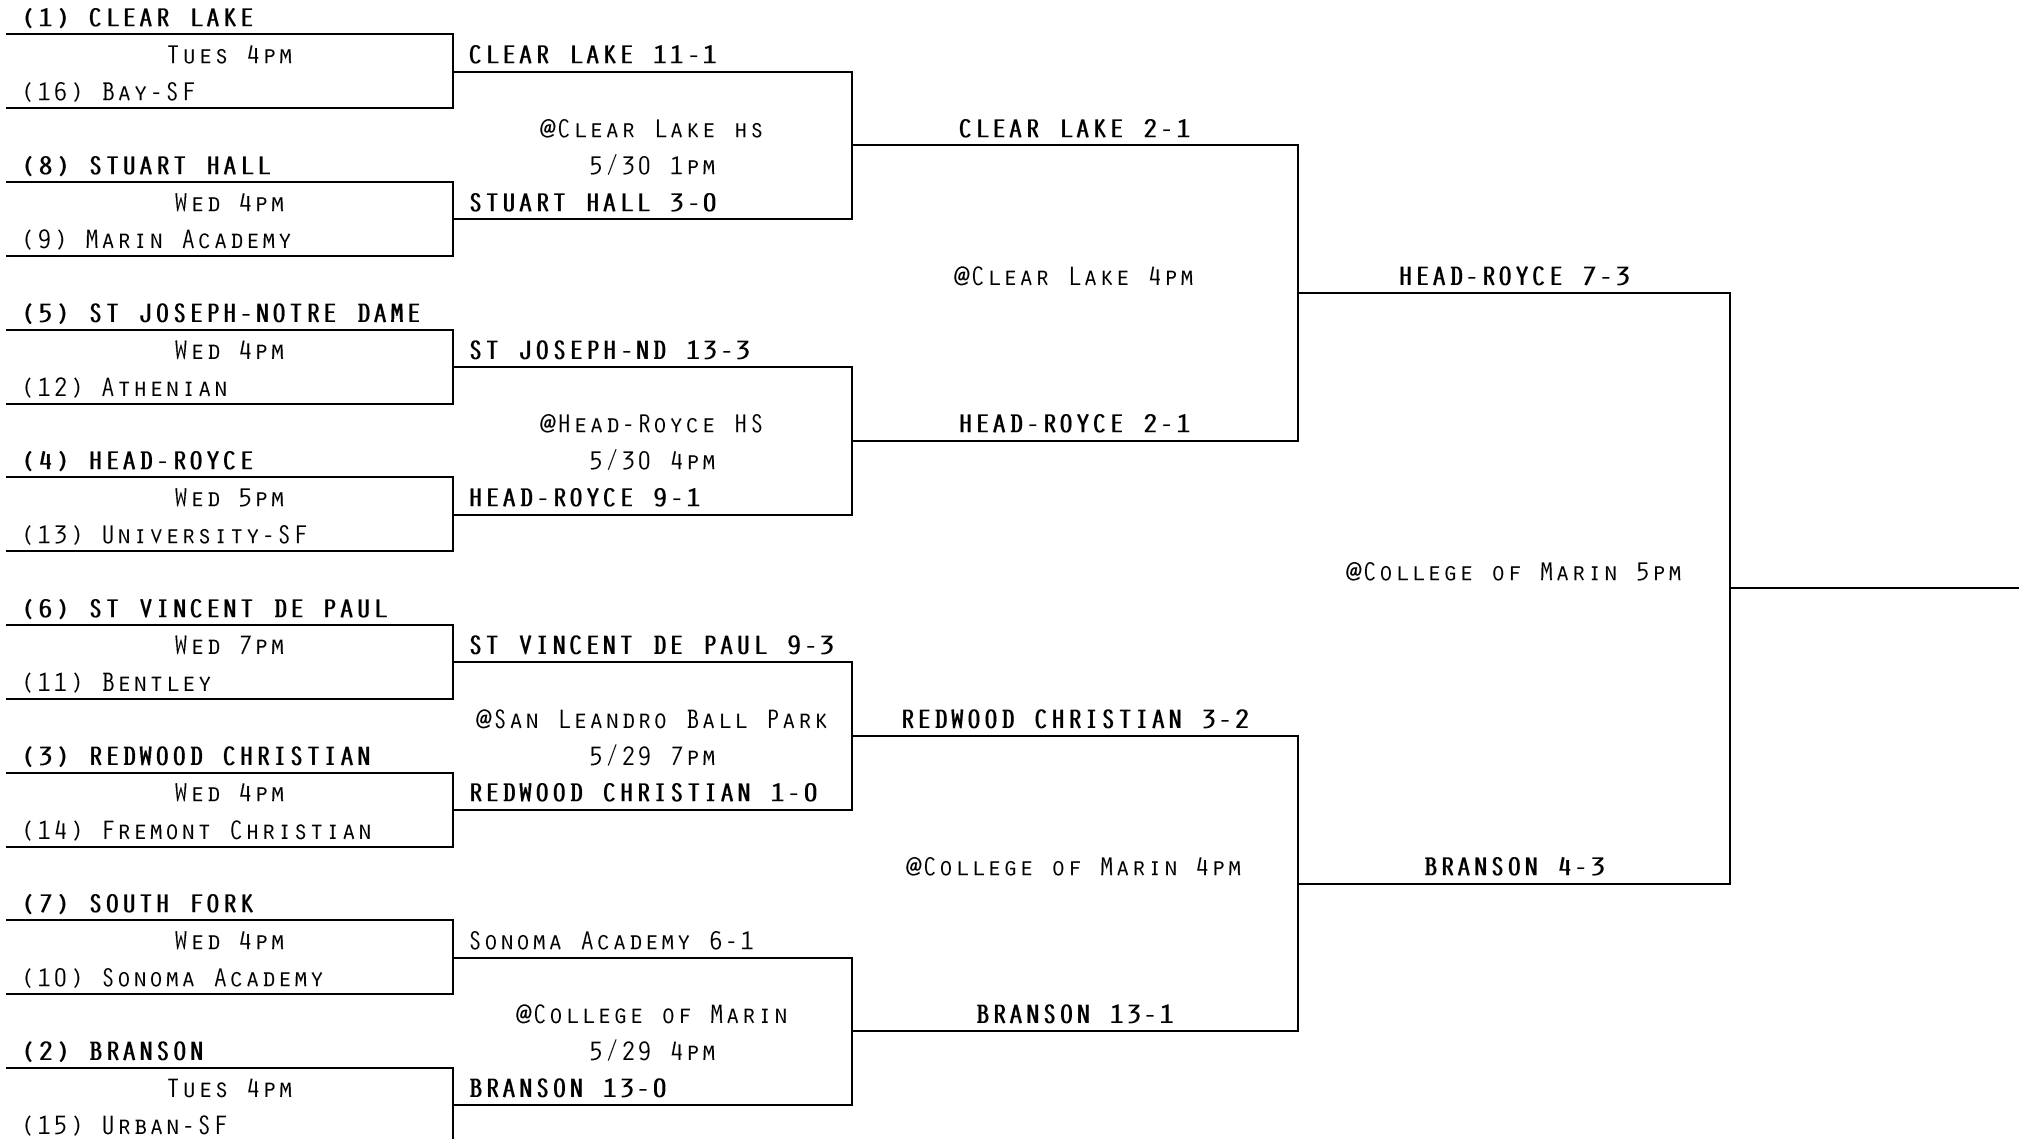 (1) CLEAR LAKE
TUES 4PM
CLEAR LAKE 11-1
(16) BAY-SF
@CLEAR LAKE HS
CLEAR LAKE 2-1
(8) STUART HALL
5/30 1PM
WED 4PM
STUART HALL 3-0
(9) MARIN ACADEMY
@CLEAR LAKE 4PM
HEAD-ROYCE 7-3
(5) ST JOSEPH-NOTRE DAME
WED 4PM
ST JOSEPH-ND 13-3
(12) ATHENIAN
@HEAD-ROYCE HS
HEAD-ROYCE 2-1
(4) HEAD-ROYCE
5/30 4PM
WED 5PM
HEAD-ROYCE 9-1
(13) UNIVERSITY-SF
@COLLEGE OF MARIN 5PM
(6) ST VINCENT DE PAUL
WED 7PM
ST VINCENT DE PAUL 9-3
(11) BENTLEY
@SAN LEANDRO BALL PARK
REDWOOD CHRISTIAN 3-2
(3) REDWOOD CHRISTIAN
5/29 7PM
WED 4PM
REDWOOD CHRISTIAN 1-0
(14) FREMONT CHRISTIAN
@COLLEGE OF MARIN 4PM
BRANSON 4-3
(7) SOUTH FORK
WED 4PM
SONOMA ACADEMY 6-1
(10) SONOMA ACADEMY
@COLLEGE OF MARIN
BRANSON 13-1
(2) BRANSON
5/29 4PM
TUES 4PM
BRANSON 13-0
(15) URBAN-SF